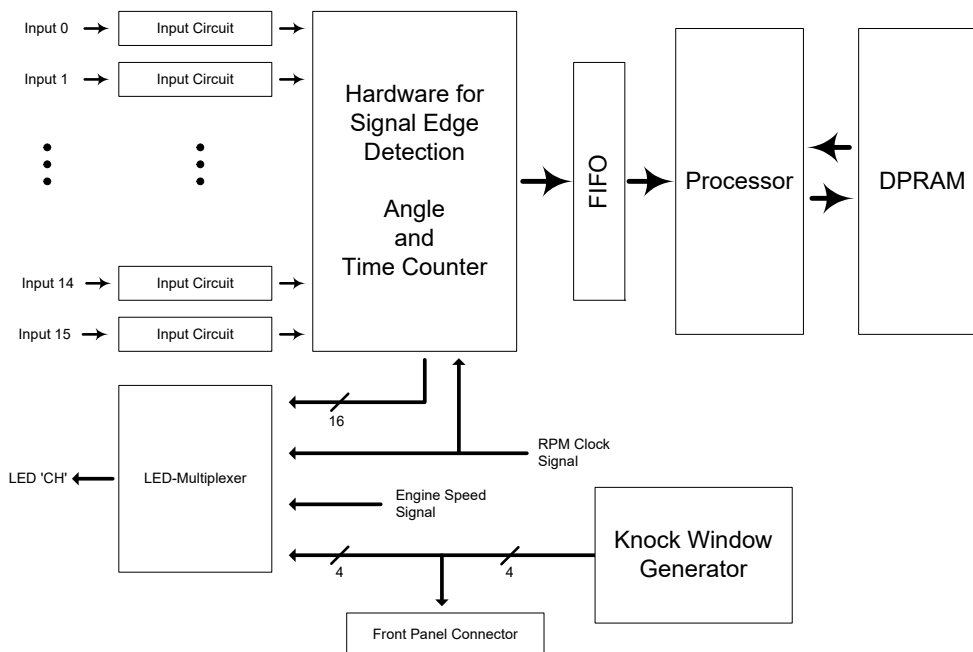 Input 0
Input Circuit
Input 1
Input Circuit
Hardware for
Signal Edge
Detection
Angle
and
Time Counter
FIFO
Processor
DPRAM
Input 14
Input Circuit
Input 15
Input Circuit
16
RPM Clock
Signal
LED 'CH'
LED-Multiplexer
Engine Speed
Signal
4
4
Knock Window
Generator
Front Panel Connector